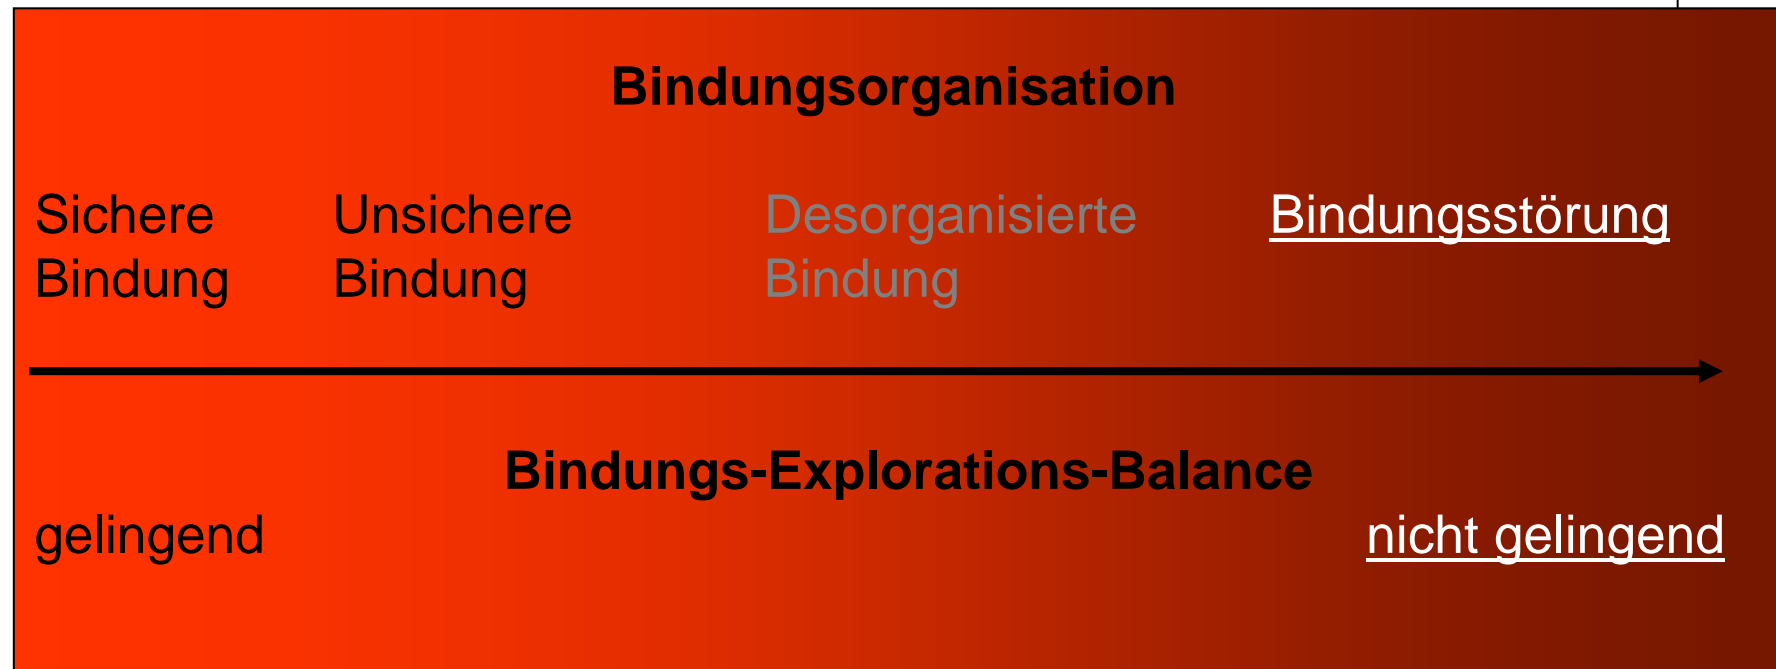 Bindungsorganisation
Sichere Unsichere Desorganisierte Bindungsstörung
Bindung Bindung Bindung
Bindungs-Explorations-Balance
gelingend nicht gelingend